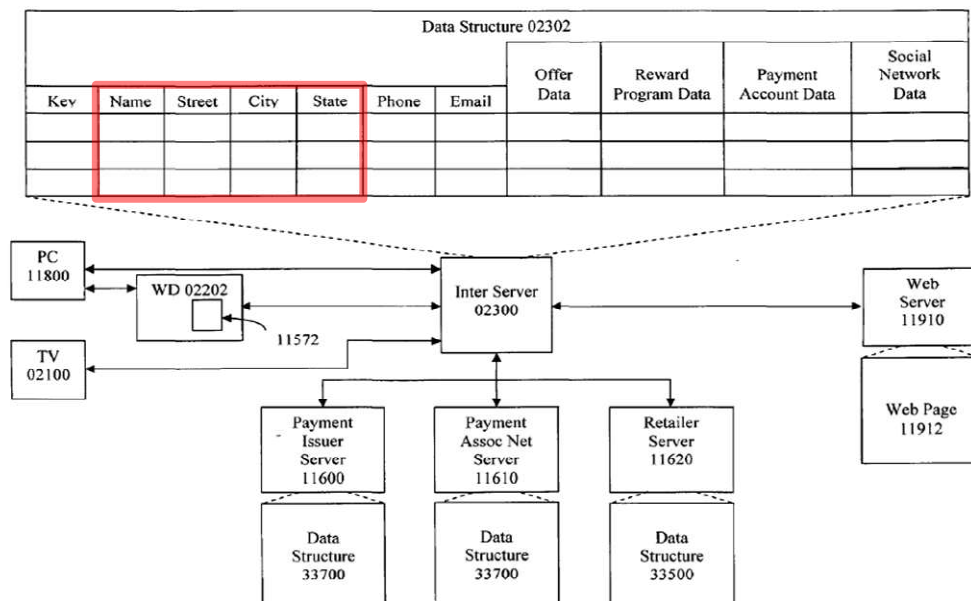 Data Structure 02302
Key Name Street City State Phone Email Offer Data Reward Program Data Payment Account Data Social Network Data
PC
11800
WD 02202
11572
TV
02100
Inter Server
02300
Web
Server
11910
Web Page
11912
Payment
Issuer
Server
11600
Payment
Assoc Net
Server
11610
Retailer
Server
11620
Data
Structure
33700
Data
Structure
33700
Data
Structure
33500